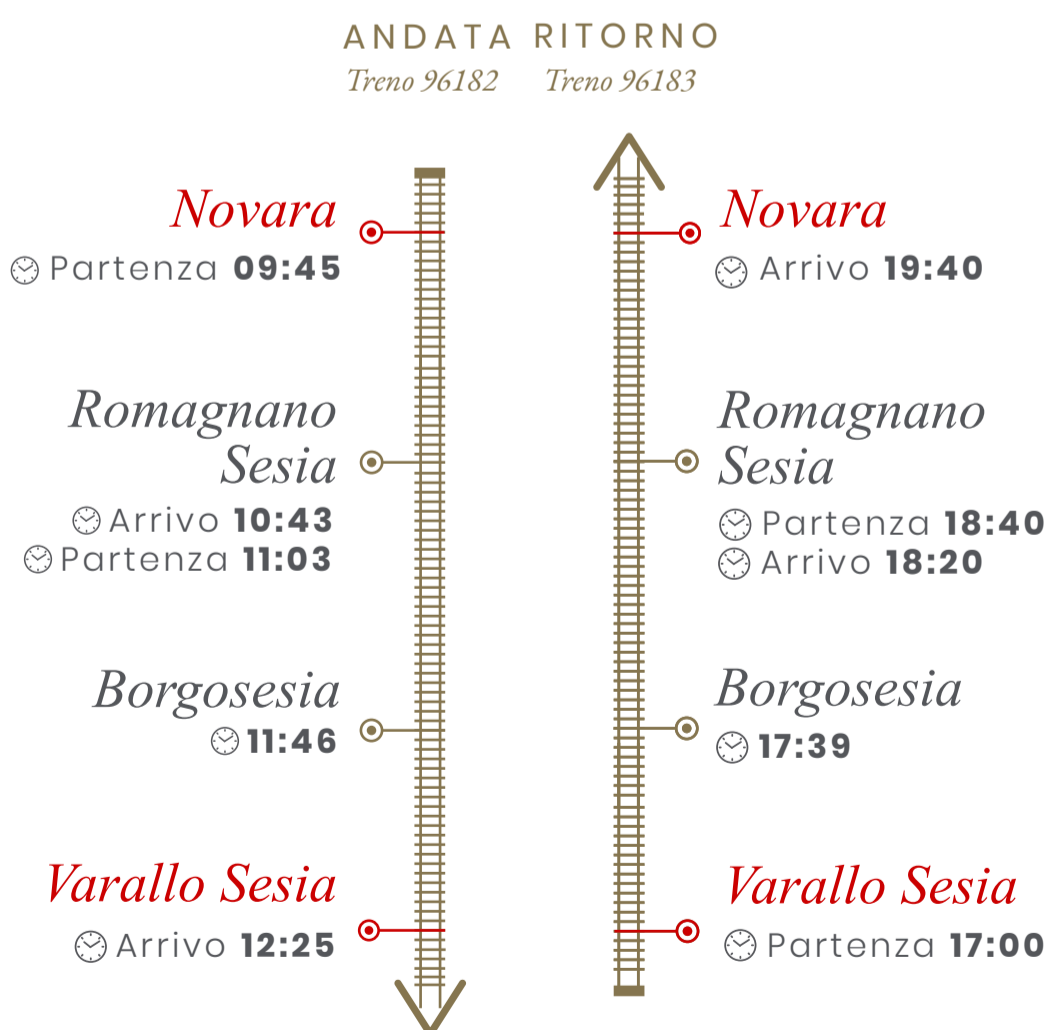 ANDATA
Treno 96182
Novara
Partenza 09:45
Romagnano
Sesia
Arrivo 10:43
Partenza 11:03
Borgosesia
11:46
Varallo Sesia
Arrivo 12:25
RITORNO
Treno 96183
Novara
Arrivo 19:40
Romagnano
Sesia
Partenza 18:40
Arrivo 18:20
Borgosesia
17:39
Varallo Sesia
Partenza 17:00